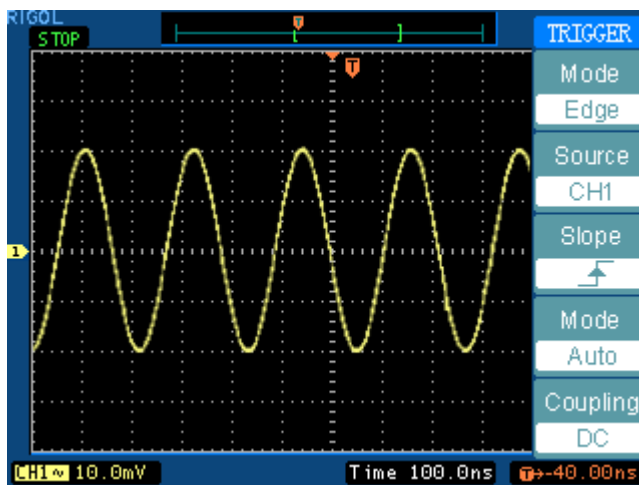 RIGOL
STOP
T
TRIGGER
T
Mode
Edge
Source
CH1
Slope
1
Mode
Auto
Coupling
DC
CH1~ 10.0mV Time 100.0ns T→-40.00ns